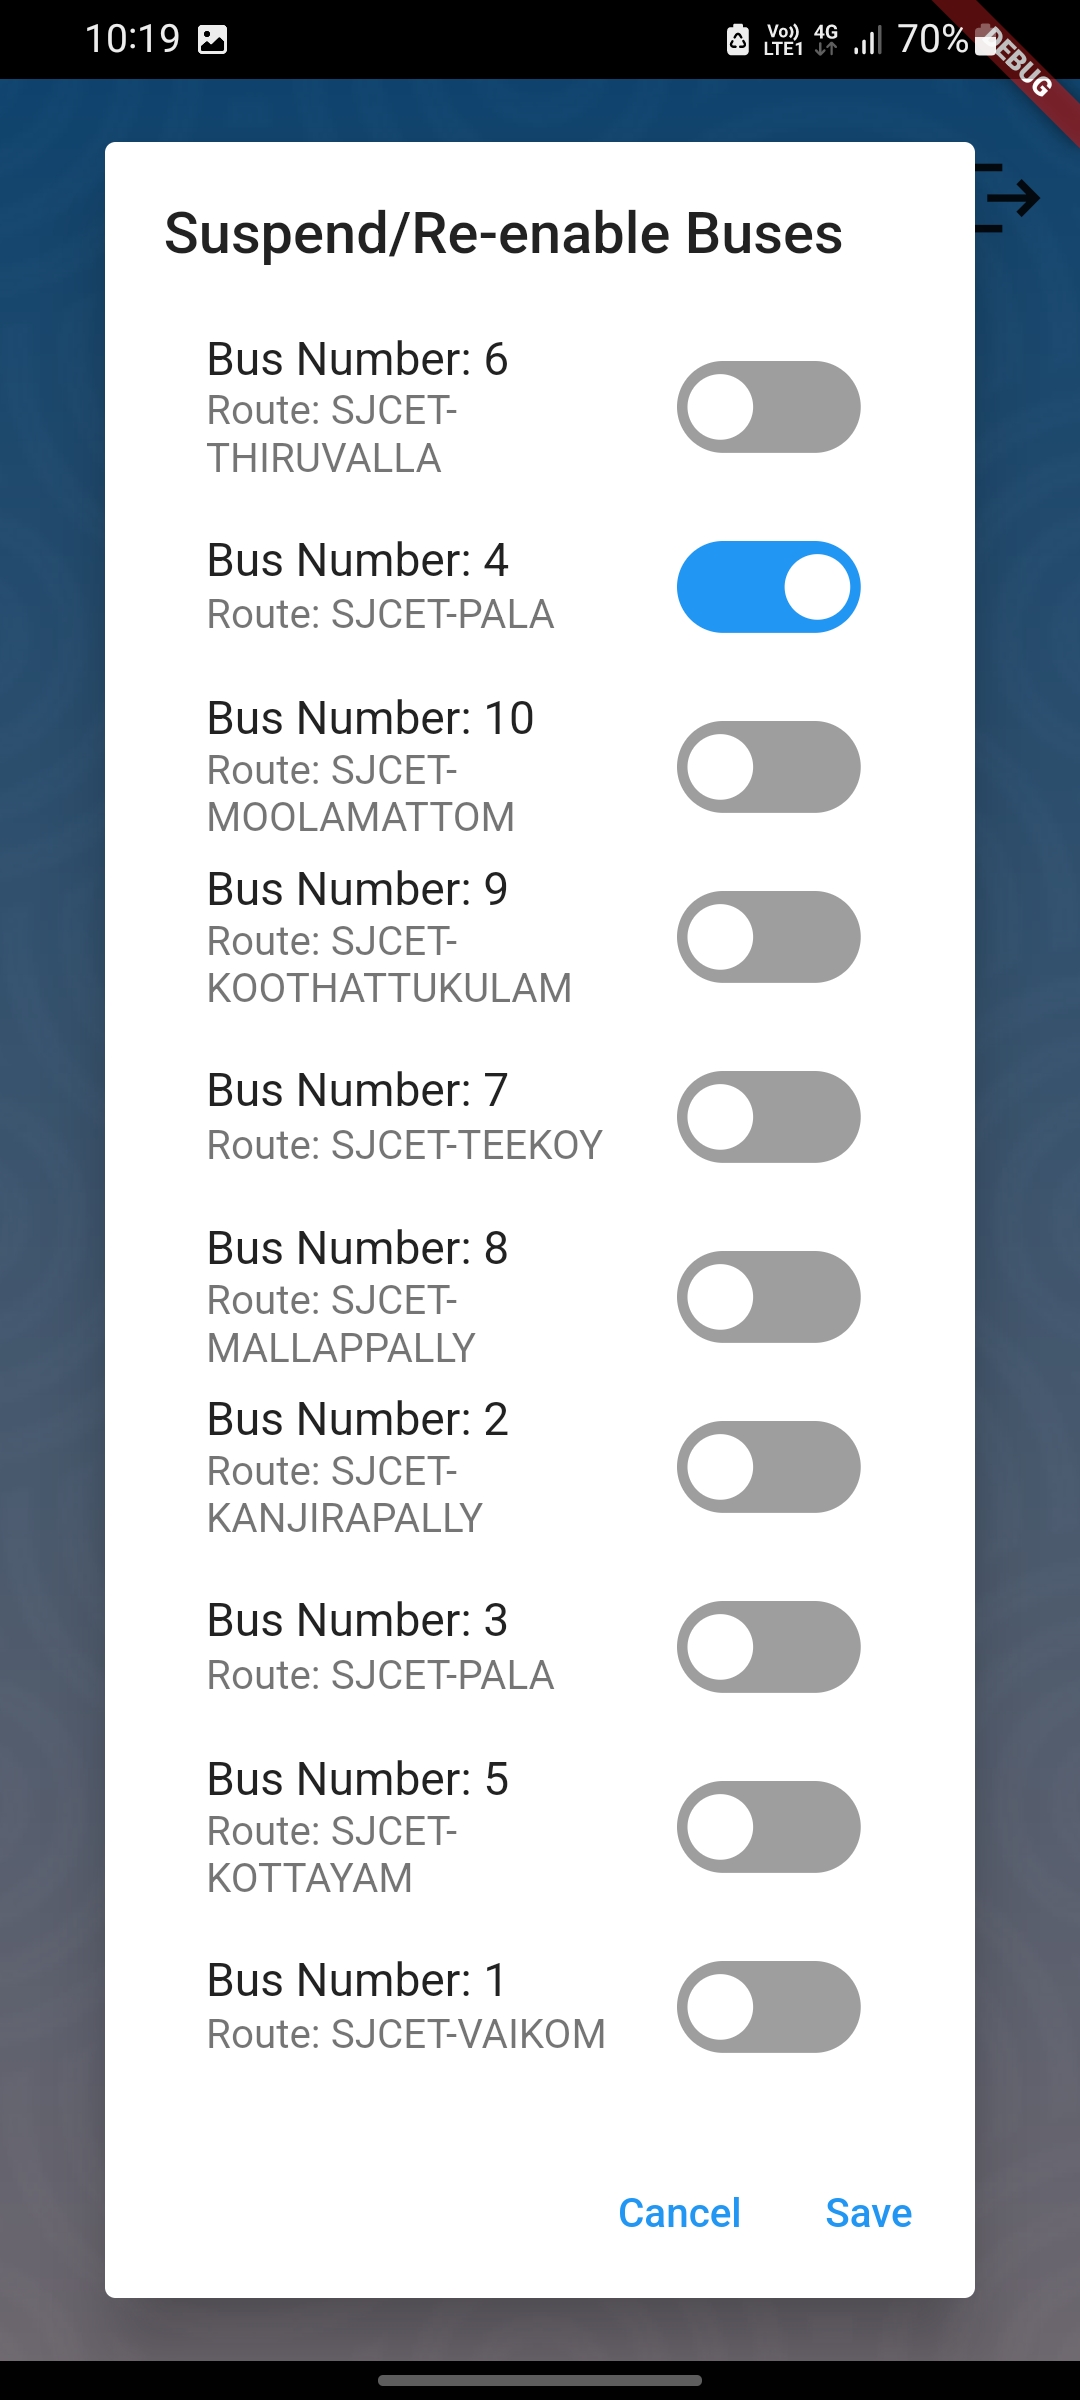 10:19
Vo)) LTE1 4G 70%
DEBUG
Suspend/Re-enable Buses
Bus Number: 6
Route: SJCET-
THIRUVALLA
Bus Number: 4
Route: SJCET-PALA
Bus Number: 10
Route: SJCET-
MOOLAMATTOM
Bus Number: 9
Route: SJCET-
KOOTHATTUKULAM
Bus Number: 7
Route: SJCET-TEEKOY
Bus Number: 8
Route: SJCET-
MALLAPPALLY
Bus Number: 2
Route: SJCET-
KANJIRAPALLY
Bus Number: 3
Route: SJCET-PALA
Bus Number: 5
Route: SJCET-
KOTTAYAM
Bus Number: 1
Route: SJCET-VAIKOM
Cancel Save